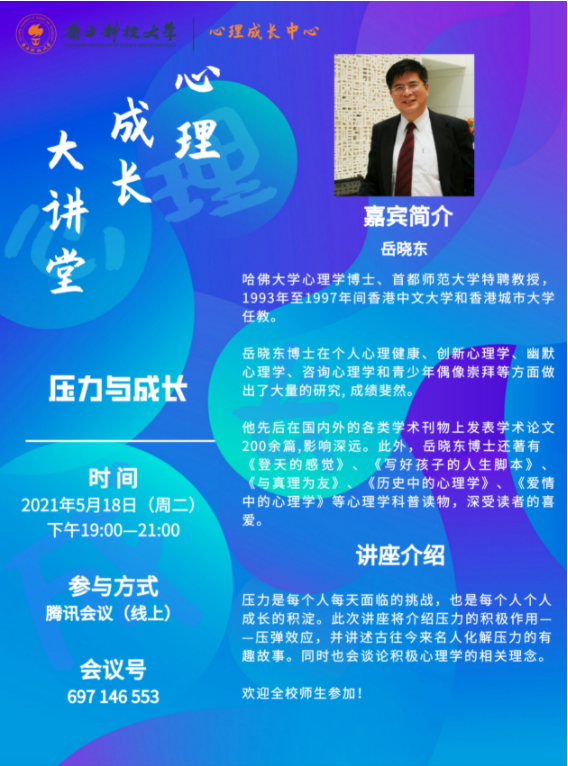 南方科技大学
心理成长中心
心理
成长
大讲堂
心理
压力与成长
时间
2021年5月18日（周二）
下午19:00—21:00
参与方式
腾讯会议（线上）
会议号
697 146 553
嘉宾简介
岳晓东
哈佛大学心理学博士、首都师范大学特聘教授，
1993年至1997年间香港中文大学和香港城市大学
任教。
岳晓东博士在个人心理健康、创新心理学、幽默
心理学、咨询心理学和青少年偶像崇拜等方面做
出了大量的研究, 成绩斐然。
他先后在国内外的各类学术刊物上发表学术论文
200余篇,影响深远。此外，岳晓东博士还著有
《登天的感觉》、《写好孩子的人生脚本》、
《与真理为友》、《历史中的心理学》、《爱情
中的心理学》等心理学科普读物，深受读者的喜
爱。
讲座介绍
压力是每个人每天面临的挑战，也是每个人个人
成长的积淀。此次讲座将介绍压力的积极作用—
—压弹效应，并讲述古往今来名人化解压力的有
趣故事。同时也会谈论积极心理学的相关理念。
欢迎全校师生参加！